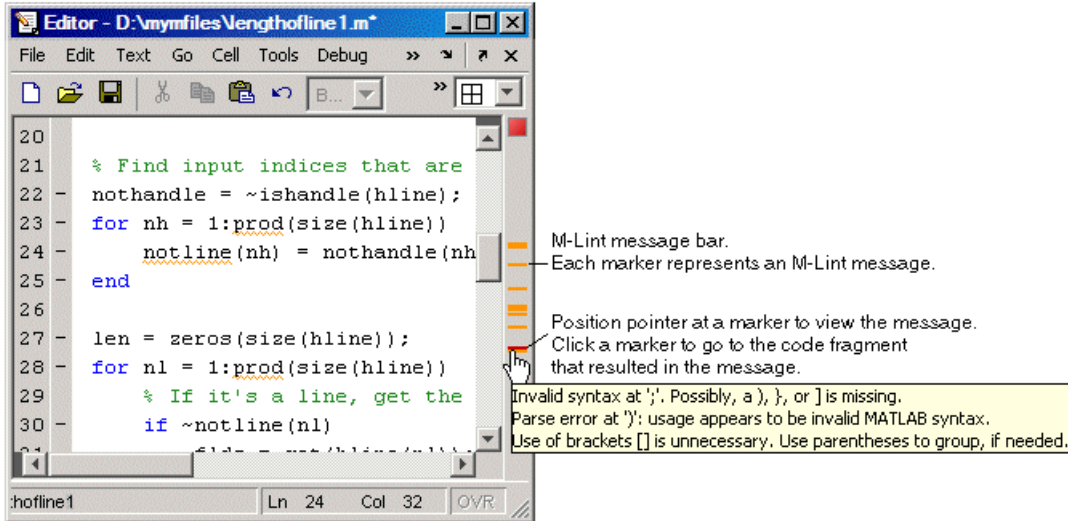 Editor - D:\mymfiles\lengthofline1.m*
File Edit Text Go Cell Tools Debug »
B... »
20
21 % Find input indices that are
22 - nothandle = ~ishandle(hline);
23 - for nh = 1:prod(size(hline))
24 - notline(nh) = nothandle(nh
25 - end
26
27 - len = zeros(size(hline));
28 - for nl = 1:prod(size(hline))
29 % If it's a line, get the
30 - if ~notline(nl)
M-Lint message bar.
Each marker represents an M-Lint message.
Position pointer at a marker to view the message.
Click a marker to go to the code fragment
that resulted in the message.
Invalid syntax at ';'. Possibly, a ), }, or ] is missing.
Parse error at ')': usage appears to be invalid MATLAB syntax.
Use of brackets [] is unnecessary. Use parentheses to group, if needed.
:hofline1 Ln 24 Col 32 OVR